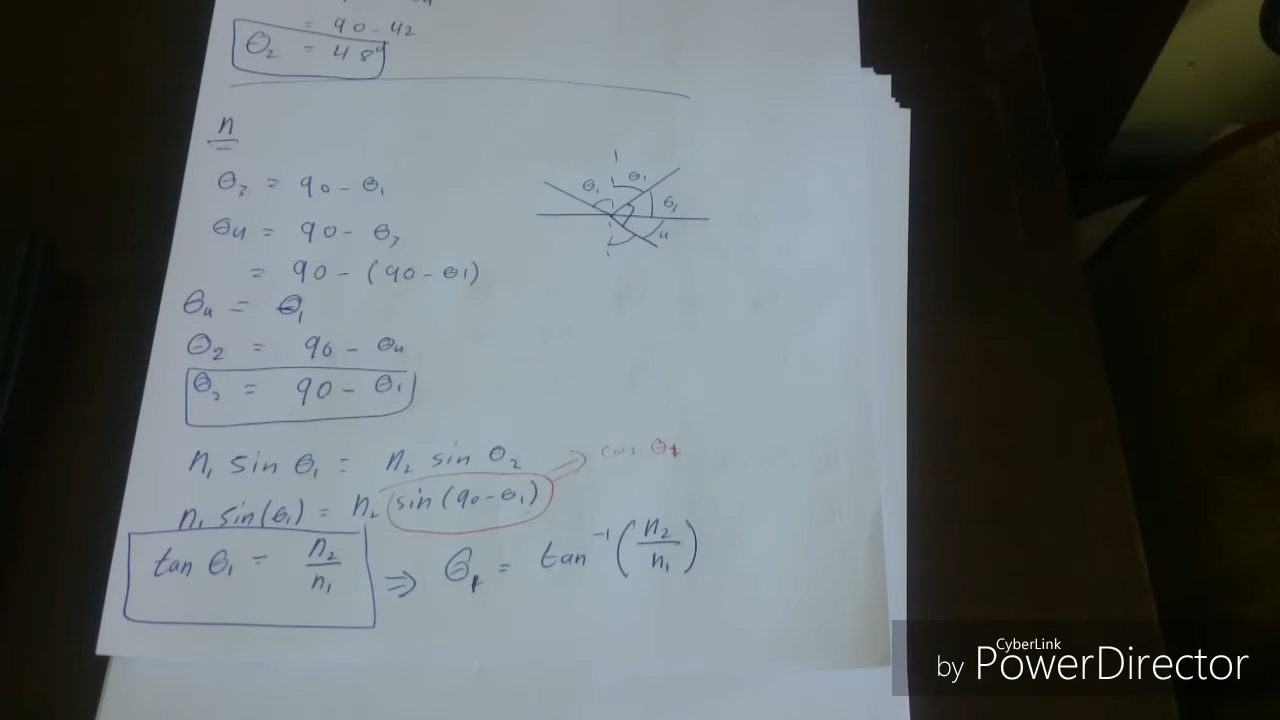 = 90 - 42
θ₂ = 48°
n
θ₃ = 90 - θ₁
θ₄ = 90 - θ₃
= 90 - (90 - θ₁)
θ₄ = θ₁
θ₂ = 90 - θ₄
θ₂ = 90 - θ₁
θ₁ θ₁
θ₃
4
n₁ sin θ₁ = n₂ sin θ₂
cos θ₁
n₁ sin(θ₁) = n₂ sin(90-θ₁)
tan θ₁ = n₂/n₁ ⇒ θ₁ = tan⁻¹(n₂/n₁)
by CyberLink PowerDirector